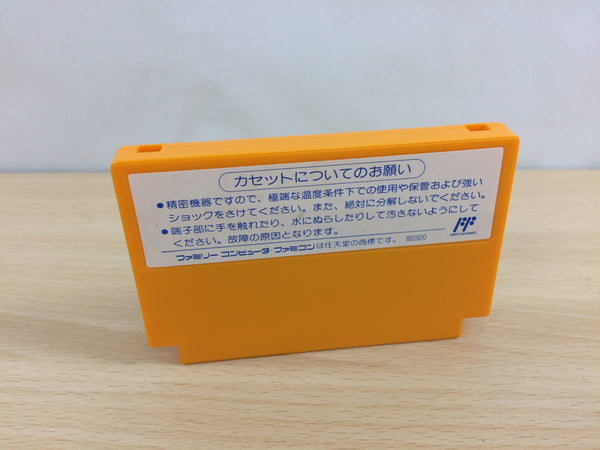 カセットについてのお願い
●精密機器ですので、極端な温度条件下での使用や保管および強い
ショックをさけてください。また、絶対に分解しないでください。
●端子部に手を触れたり、水にぬらしたりして汚さないようにして
ください。故障の原因となります。
ファミリーコンピュータ・ファミコンは任天堂の商標です。 880920